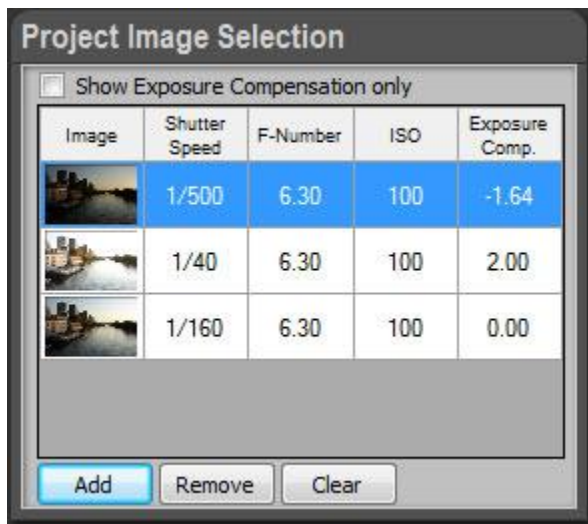 Project Image Selection
Show Exposure Compensation only
Image Shutter Speed F-Number ISO Exposure Comp.
1/500 6.30 100 -1.64
1/40 6.30 100 2.00
1/160 6.30 100 0.00
Add Remove Clear